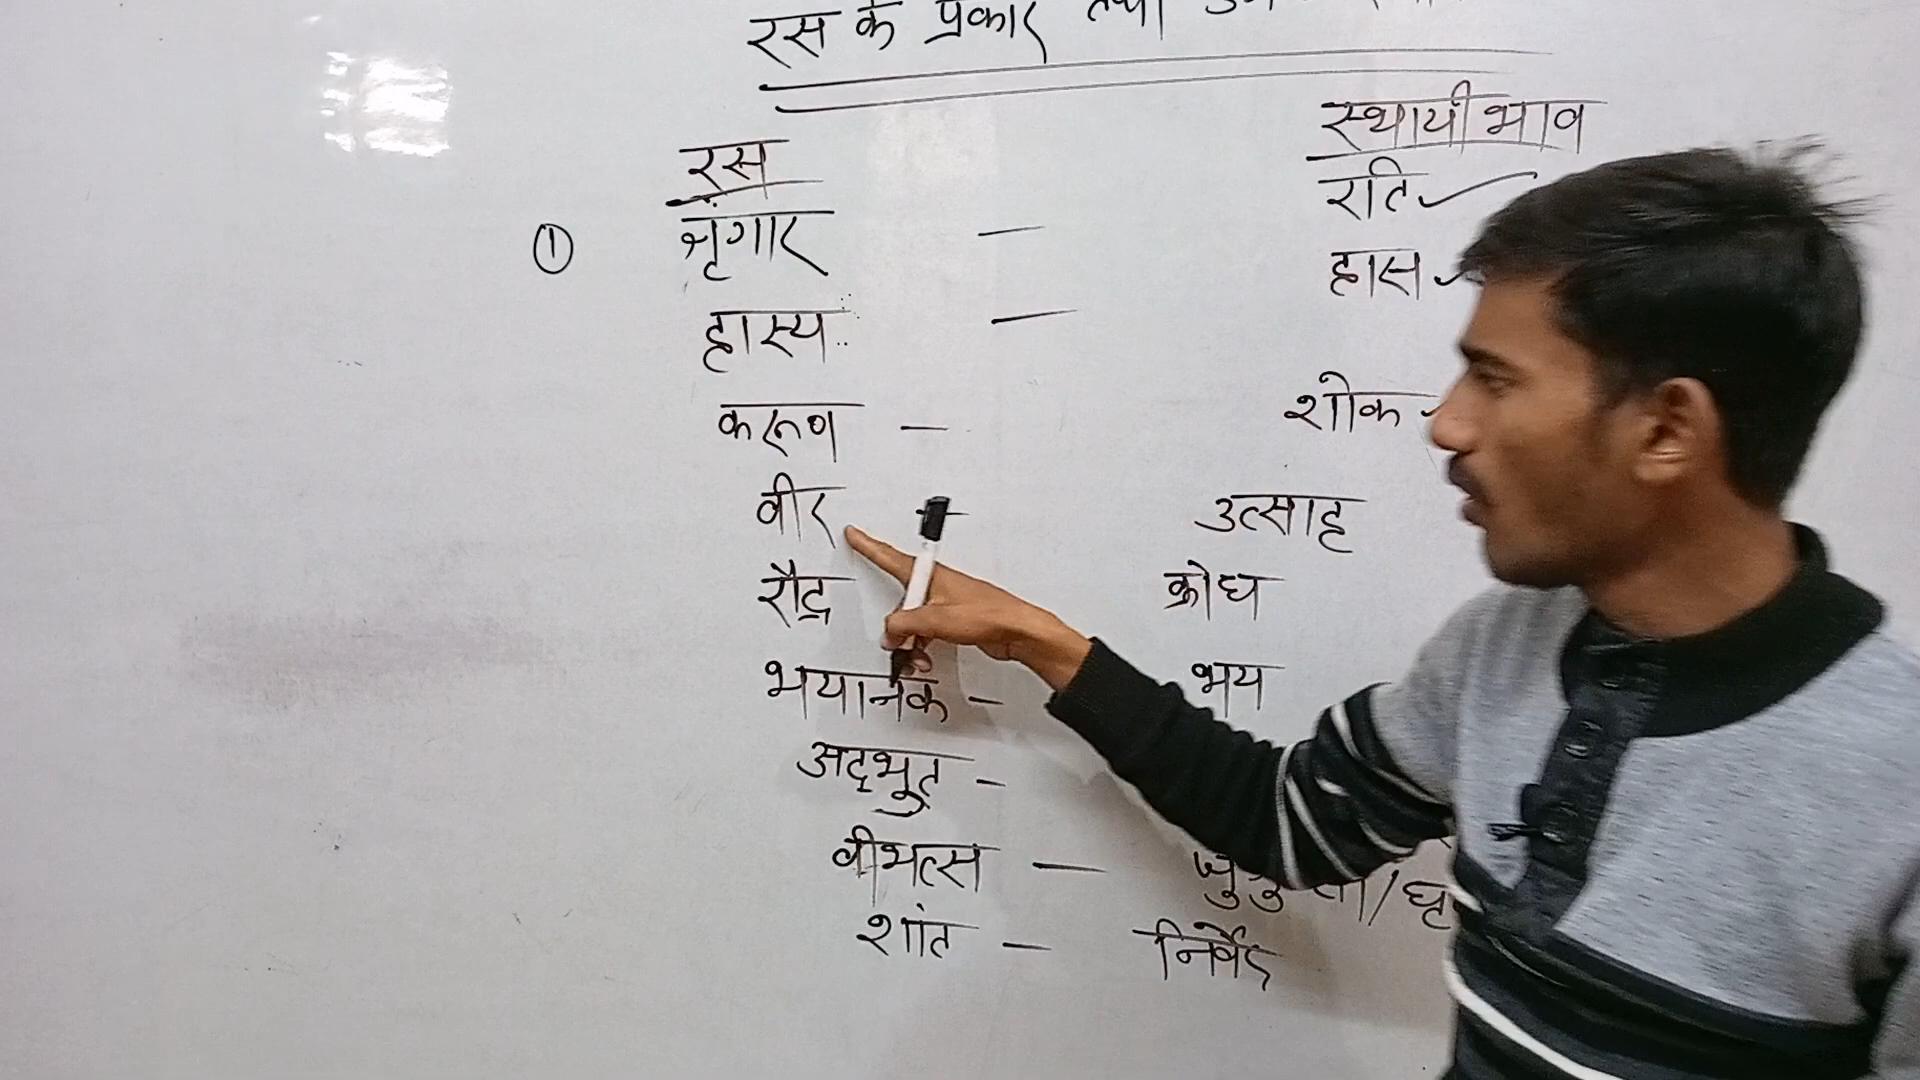 रस के प्रकार तथा
रस स्थायी भाव
① श्रृंगार — रति ✓
हास्य — हास ✓
करूण — शोक
वीर — उत्साह
रौद्र क्रोध
भयानक — भय
अद्भुत —
वीभत्स — जुगुप्सा /
शांत — निर्वेद